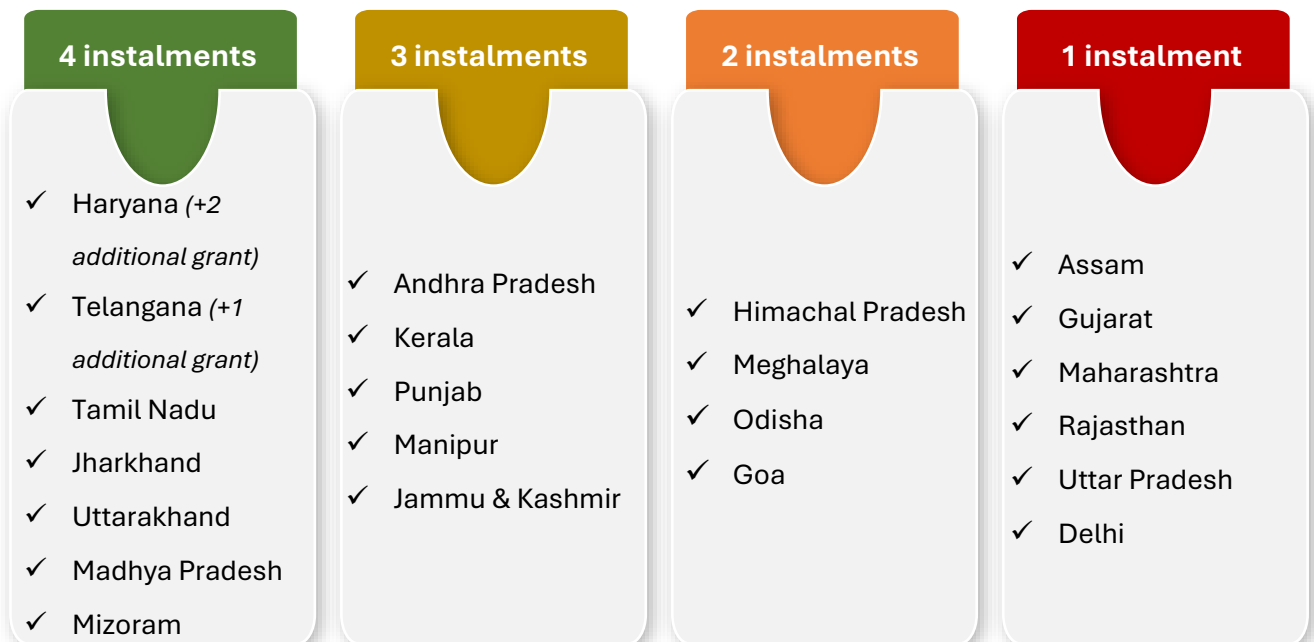 4 instalments
✓ Haryana (+2
additional grant)
✓ Telangana (+1
additional grant)
✓ Tamil Nadu
✓ Jharkhand
✓ Uttarakhand
✓ Madhya Pradesh
✓ Mizoram
3 instalments
✓ Andhra Pradesh
✓ Kerala
✓ Punjab
✓ Manipur
✓ Jammu & Kashmir
2 instalments
✓ Himachal Pradesh
✓ Meghalaya
✓ Odisha
✓ Goa
1 instalment
✓ Assam
✓ Gujarat
✓ Maharashtra
✓ Rajasthan
✓ Uttar Pradesh
✓ Delhi